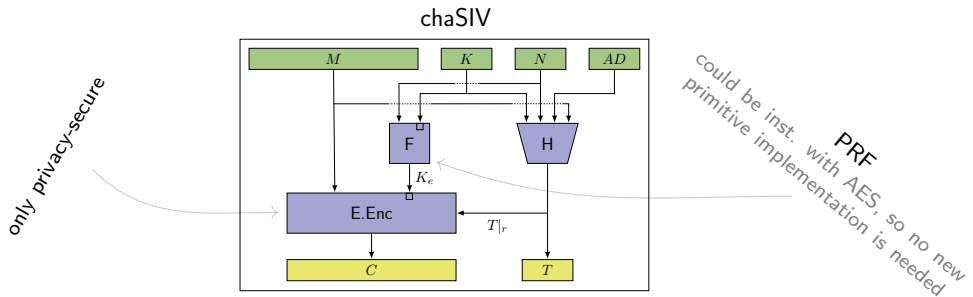 chaSIV
M K N AD
only privacy-secure
F H
K_e
E.Enc
T|_r
C T
PRF
could be inst. with AES, so no new
primitive implementation is needed